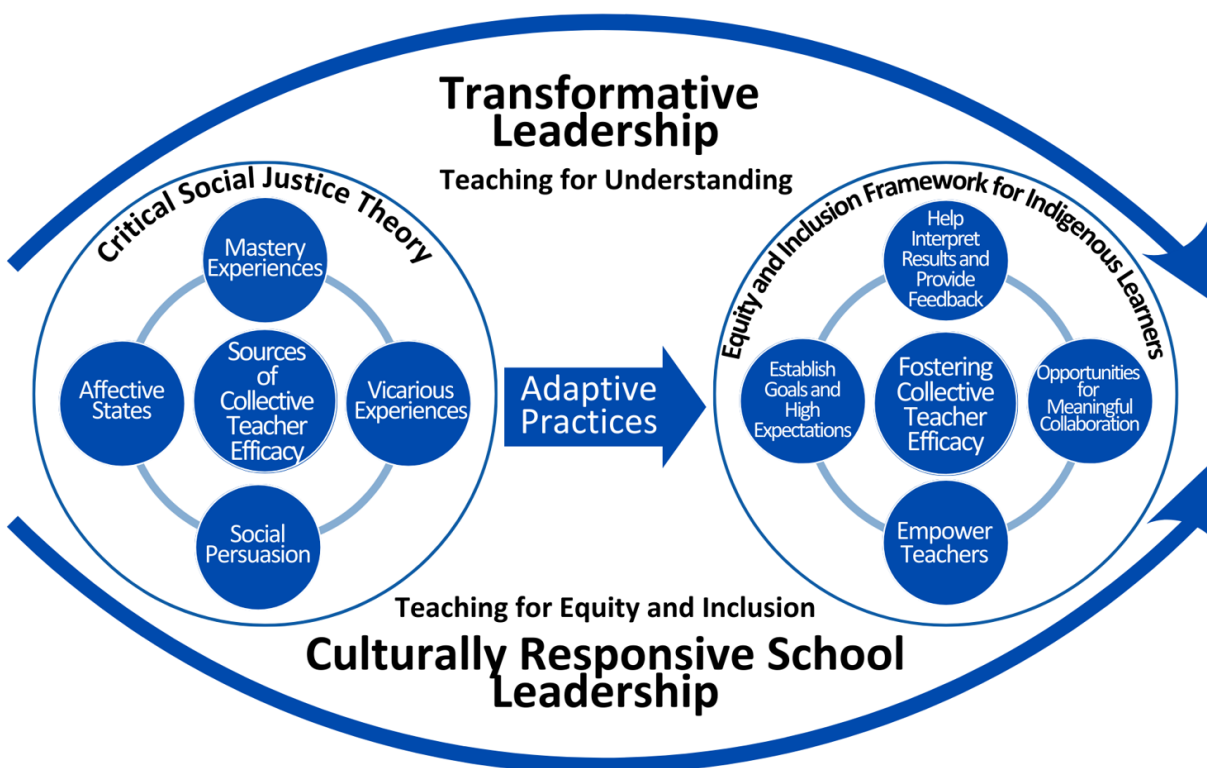 Transformative
Leadership
Teaching for Understanding
Critical Social Justice Theory
Mastery
Experiences
Affective
States
Sources
of
Collective
Teacher
Efficacy
Vicarious
Experiences
Social
Persuasion
Adaptive
Practices
Equity and Inclusion Framework for Indigenous Learners
Help
Interpret
Results and
Provide
Feedback
Establish
Goals and
High
Expectations
Fostering
Collective
Teacher
Efficacy
Opportunities
for
Meaningful
Collaboration
Empower
Teachers
Teaching for Equity and Inclusion
Culturally Responsive School
Leadership